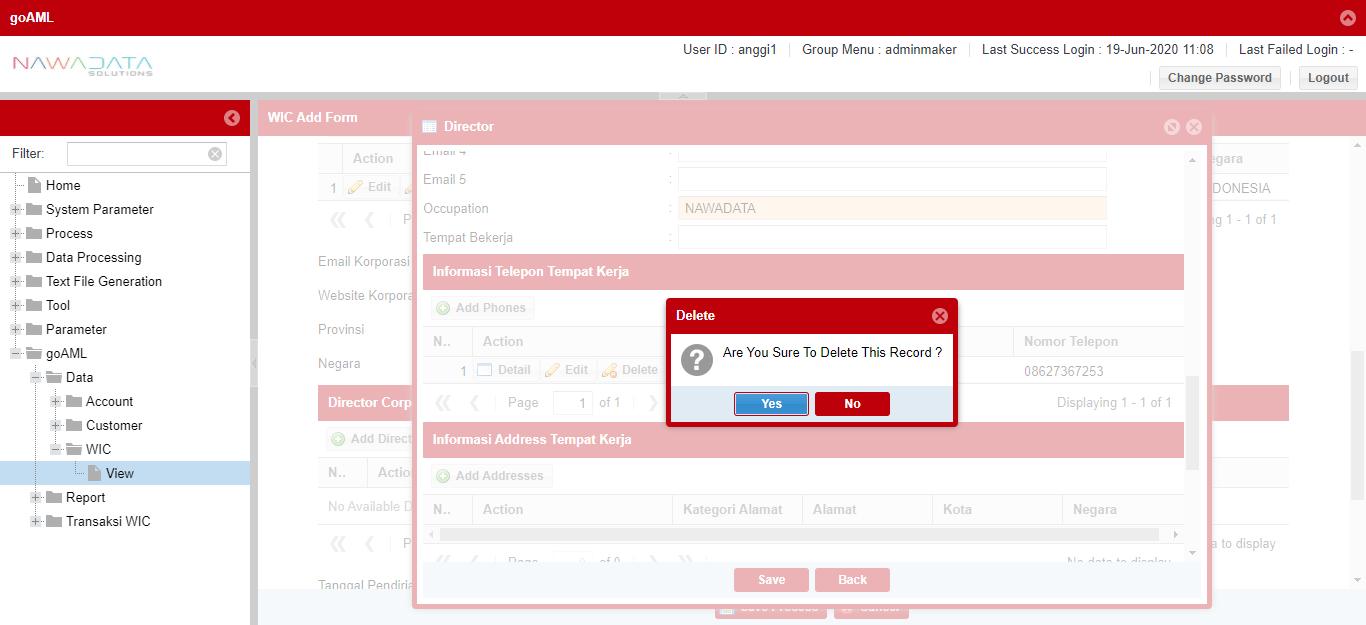 goAML
NAWADATA
SOLUTIONS
User ID : anggi1 Group Menu : adminmaker Last Success Login : 19-Jun-2020 11:08 Last Failed Login : -
Change Password Logout
Filter:
Home
System Parameter
Process
Data Processing
Text File Generation
Tool
Parameter
goAML
Data
Account
Customer
WIC
View
Report
Transaksi WIC
WIC Add Form
Action
1 Edit
Email Korporasi
Website Korpora
Provinsi
Negara
Director Corp
Add Direct
N.. Actio
No Available D
Tanggal Pendiria
egara
DONESIA
ng 1 - 1 of 1
a to display
Save Process Cancel
Director
Email 4 :
Email 5 :
Occupation : NAWADATA
Tempat Bekerja :
Informasi Telepon Tempat Kerja
Add Phones
N.. Action Nomor Telepon
1 Detail Edit Delete 08627367253
Page 1 of 1 Displaying 1 - 1 of 1
Informasi Address Tempat Kerja
Add Addresses
N.. Action Kategori Alamat Alamat Kota Negara
Page 0 of 0 No data to display
Save Back
Delete
Are You Sure To Delete This Record ?
Yes No